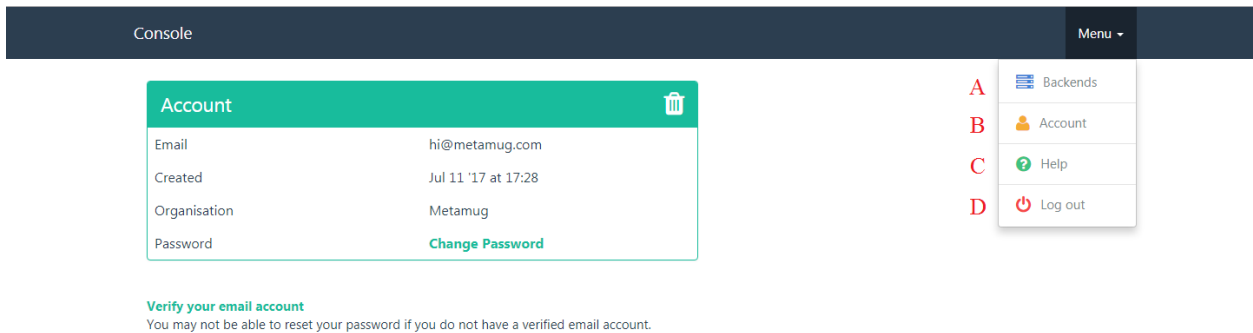 Console
Menu
Account
Email hi@metamug.com
Created Jul 11 '17 at 17:28
Organisation Metamug
Password Change Password
Verify your email account
You may not be able to reset your password if you do not have a verified email account.
A Backends
B Account
C Help
D Log out